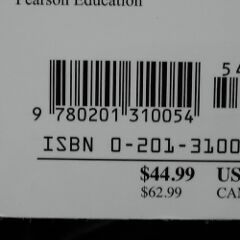 Pearson Education
54
9 780201 310054
ISBN 0-201-3100
$44.99 US
$62.99 CAN